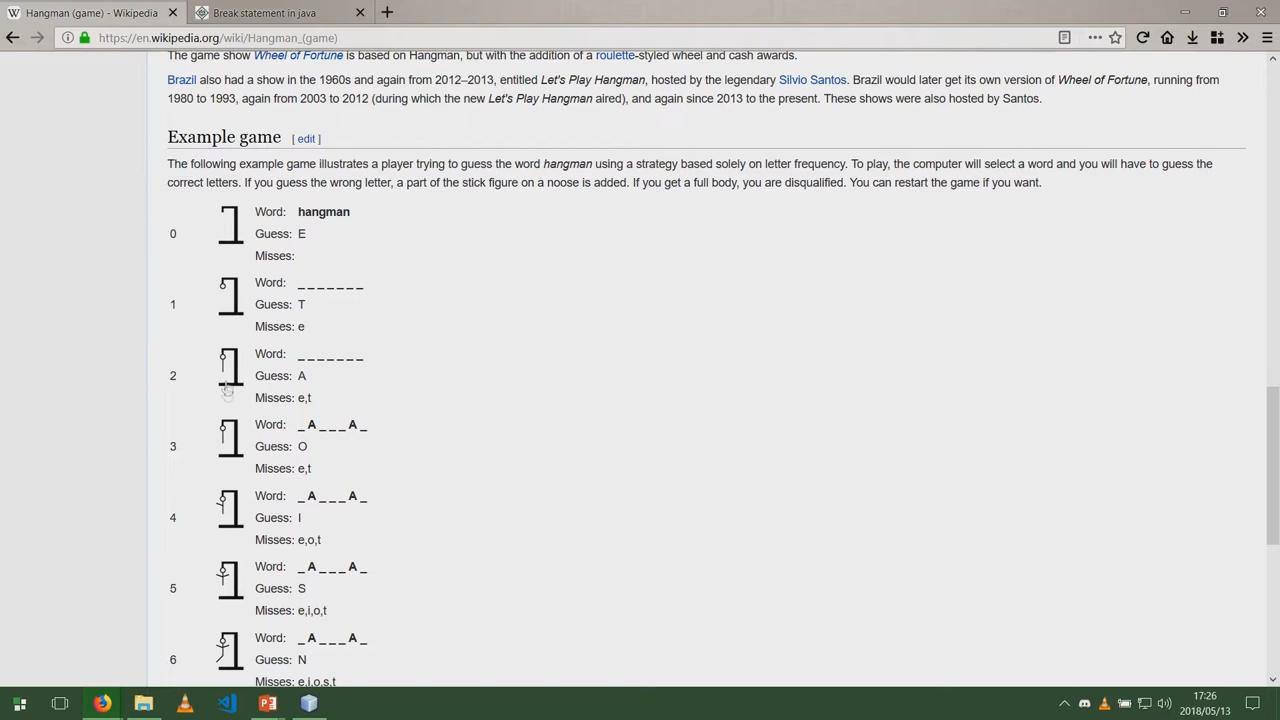 Hangman (game) - Wikipedia
Break statement in java
https://en.wikipedia.org/wiki/Hangman_(game)
The game show Wheel of Fortune is based on Hangman, but with the addition of a roulette-styled wheel and cash awards.
Brazil also had a show in the 1960s and again from 2012–2013, entitled Let's Play Hangman, hosted by the legendary Silvio Santos. Brazil would later get its own version of Wheel of Fortune, running from
1980 to 1993, again from 2003 to 2012 (during which the new Let's Play Hangman aired), and again since 2013 to the present. These shows were also hosted by Santos.
Example game [ edit ]
The following example game illustrates a player trying to guess the word hangman using a strategy based solely on letter frequency. To play, the computer will select a word and you will have to guess the
correct letters. If you guess the wrong letter, a part of the stick figure on a noose is added. If you get a full body, you are disqualified. You can restart the game if you want.
Word: hangman
0 Guess: E
Misses:
Word: _ _ _ _ _ _ _
1 Guess: T
Misses: e
Word: _ _ _ _ _ _ _
2 Guess: A
Misses: e,t
Word: _ A _ _ _ A _
3 Guess: O
Misses: e,t
Word: _ A _ _ _ A _
4 Guess: I
Misses: e,o,t
Word: _ A _ _ _ A _
5 Guess: S
Misses: e,i,o,t
Word: _ A _ _ _ A _
6 Guess: N
Misses: e,i,o,s,t
17:26
2018/05/13